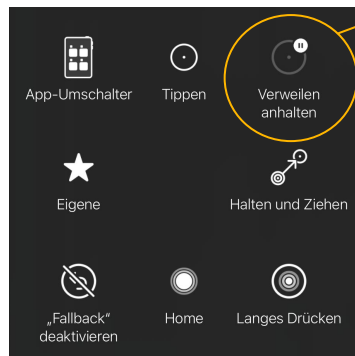 App-Umschalter
Tippen
Verweilen
anhalten
Eigene
Halten und Ziehen
„Fallback“
deaktivieren
Home
Langes Drücken